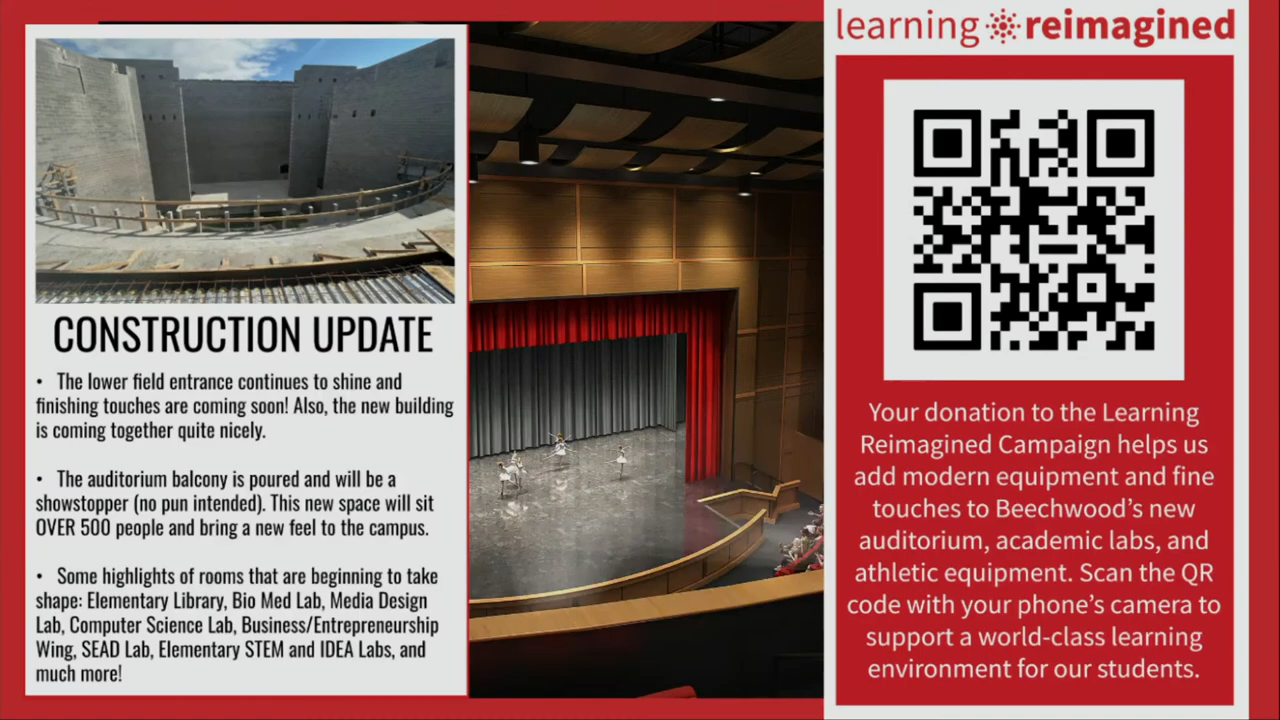 CONSTRUCTION UPDATE
• The lower field entrance continues to shine and
finishing touches are coming soon! Also, the new building
is coming together quite nicely.
• The auditorium balcony is poured and will be a
showstopper (no pun intended). This new space will sit
OVER 500 people and bring a new feel to the campus.
• Some highlights of rooms that are beginning to take
shape: Elementary Library, Bio Med Lab, Media Design
Lab, Computer Science Lab, Business/Entrepreneurship
Wing, SEAD Lab, Elementary STEM and IDEA Labs, and
much more!
learning reimagined
Your donation to the Learning
Reimagined Campaign helps us
add modern equipment and fine
touches to Beechwood’s new
auditorium, academic labs, and
athletic equipment. Scan the QR
code with your phone’s camera to
support a world-class learning
environment for our students.